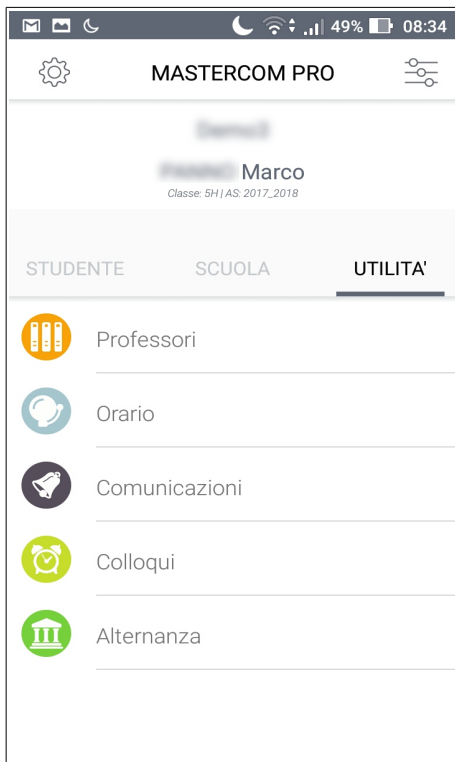 49% 08:34
MASTERCOM PRO
Marco
Classe: 5H | AS: 2017_2018
STUDENTE SCUOLA UTILITA'
Professori
Orario
Comunicazioni
Colloqui
Alternanza